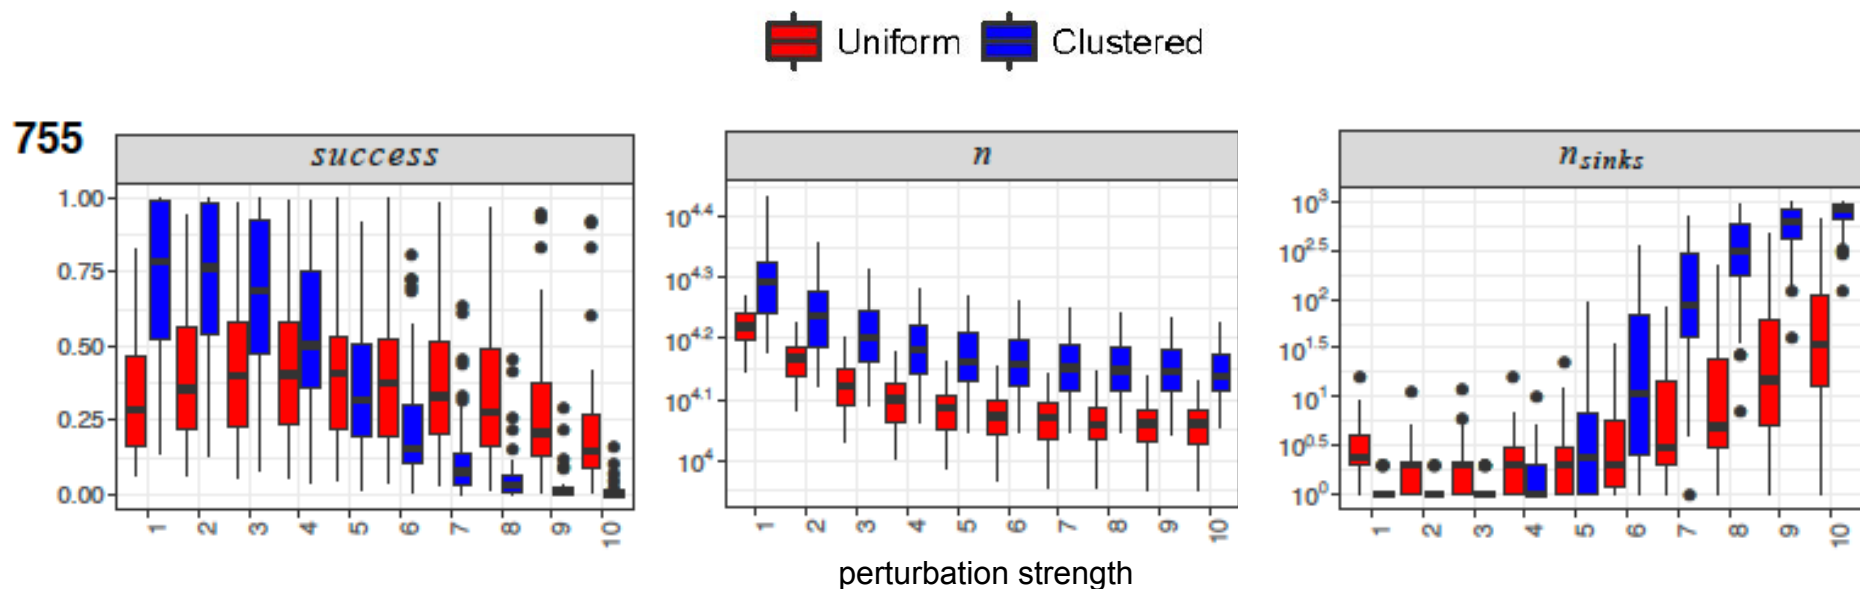 Uniform Clustered
755
success
1.00
0.75
0.50
0.25
0.00
1 2 3 4 5 6 7 8 9 10
n
10^4.4
10^4.3
10^4.2
10^4.1
10^4
1 2 3 4 5 6 7 8 9 10
n_sinks
10^3
10^2.5
10^2
10^1.5
10^1
10^0.5
10^0
1 2 3 4 5 6 7 8 9 10
perturbation strength